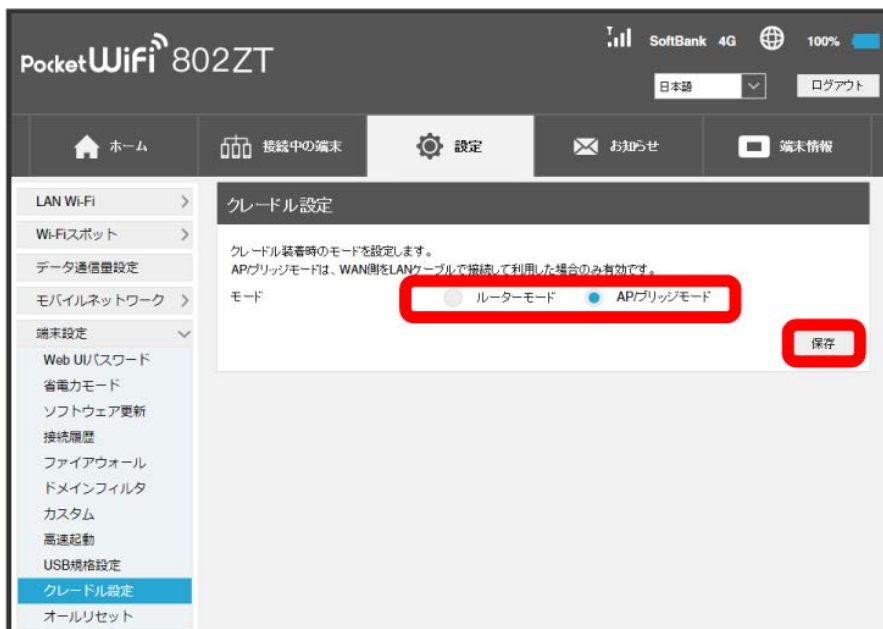 PocketWiFi 802ZT
SoftBank 4G 100%
日本語 ログアウト
ホーム 接続中の端末 設定 お知らせ 端末情報
LAN Wi-Fi
Wi-Fiスポット
データ通信量設定
モバイルネットワーク
端末設定
Web UIパスワード
省電力モード
ソフトウェア更新
接続履歴
ファイアウォール
ドメインフィルタ
カスタム
高速起動
USB規格設定
クレードル設定
オールリセット
クレードル設定
クレードル装着時のモードを設定します。
AP/ブリッジモードは、WAN側をLANケーブルで接続して利用した場合のみ有効です。
モード ルーターモード AP/ブリッジモード
保存